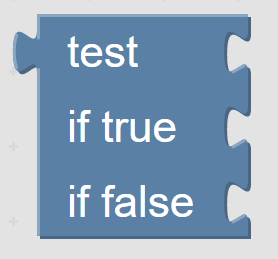 test
if true
if false